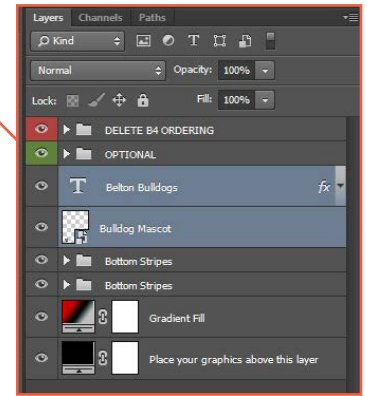 Layers Channels Paths
Kind T
Normal Opacity: 100%
Lock: Fill: 100%
DELETE B4 ORDERING
OPTIONAL
T Belton Bulldogs fx
Bulldog Mascot
Bottom Stripes
Bottom Stripes
Gradient Fill
Place your graphics above this layer